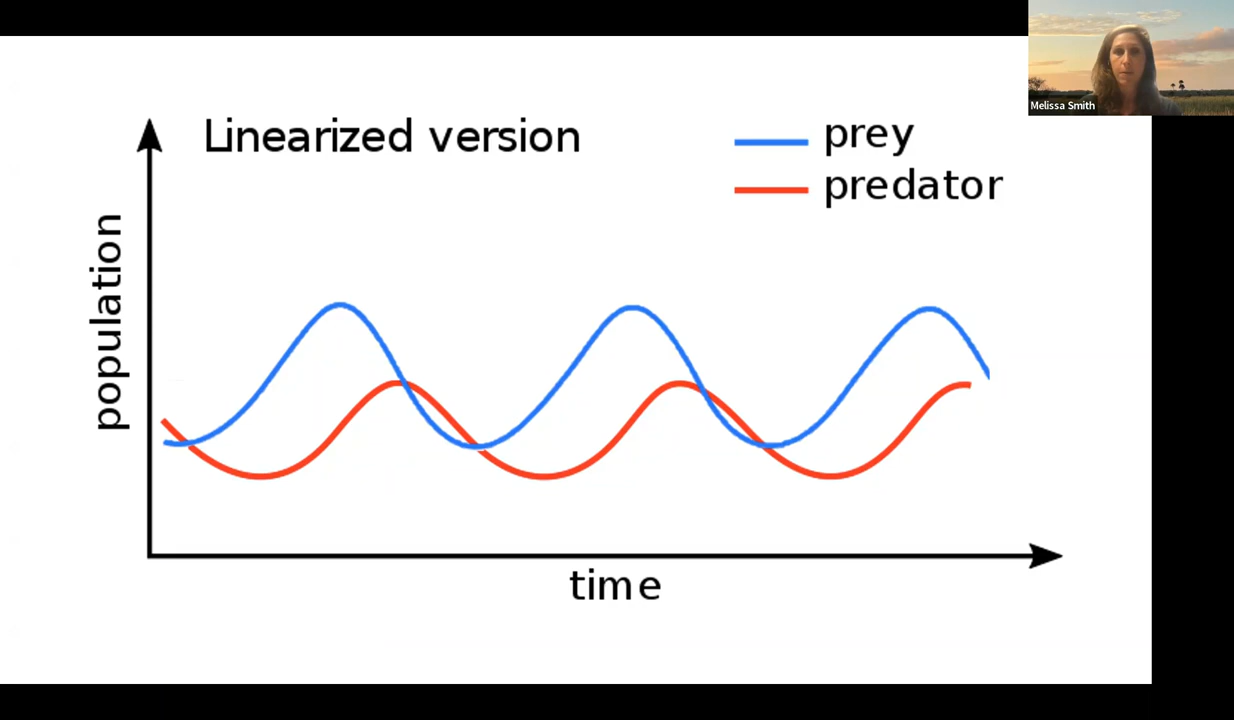 Melissa Smith
Linearized version
prey
predator
population
time